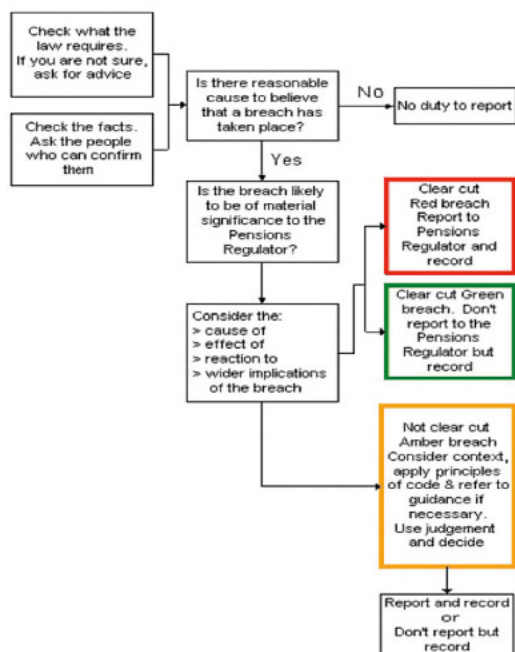 Check what the
law requires.
If you are not sure,
ask for advice
Check the facts.
Ask the people
who can confirm
them
Is there reasonable
cause to believe
that a breach has
taken place?
No
No duty to report
Yes
Is the breach likely
to be of material
significance to the
Pensions
Regulator?
Clear cut
Red breach
Report to
Pensions
Regulator and
record
Clear cut Green
breach. Don't
report to the
Pensions
Regulator but
record
Consider the:
> cause of
> effect of
> reaction to
> wider implications
of the breach
Not clear cut
Amber breach
Consider context,
apply principles
of code & refer to
guidance if
necessary.
Use judgement
and decide
Report and record
or
Don't report but
record